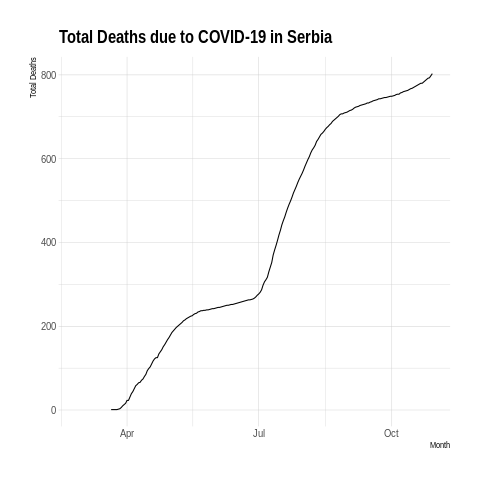 Total Deaths due to COVID-19 in Serbia
Total Deaths
800
600
400
200
0
Apr
Jul
Oct
Month